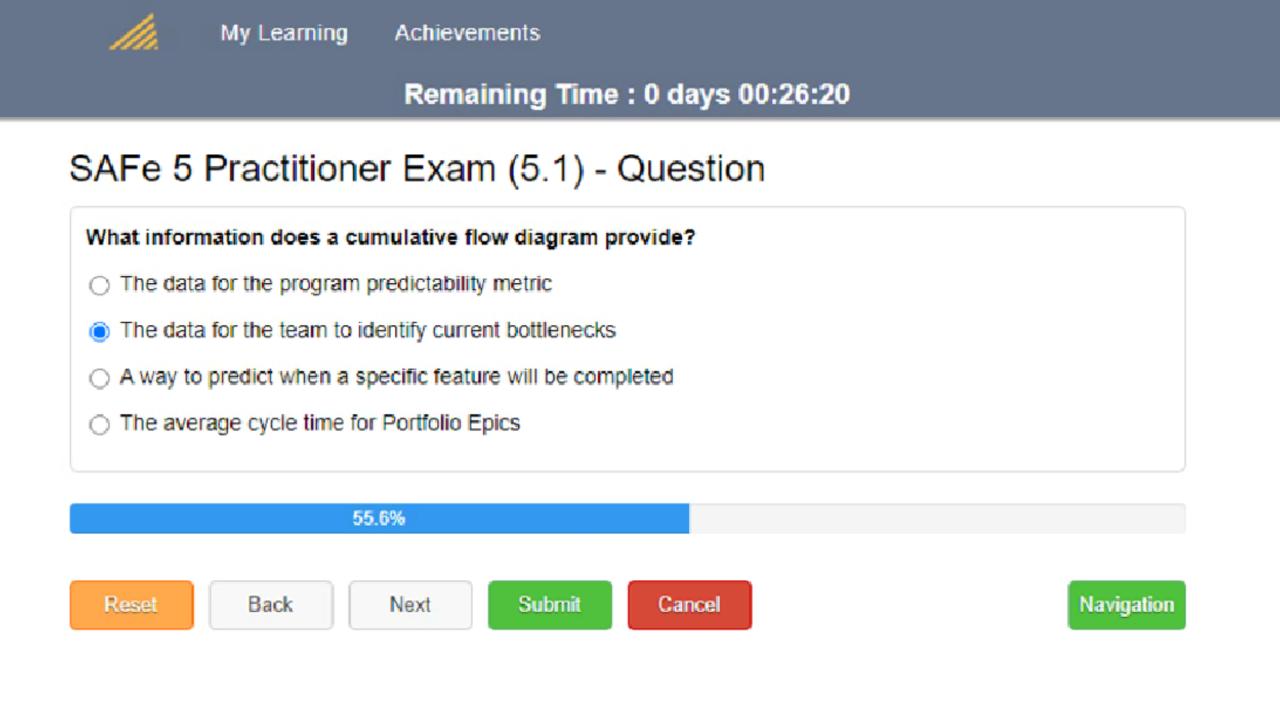 My Learning Achievements
Remaining Time : 0 days 00:26:20
SAFe 5 Practitioner Exam (5.1) - Question
What information does a cumulative flow diagram provide?
The data for the program predictability metric
The data for the team to identify current bottlenecks
A way to predict when a specific feature will be completed
The average cycle time for Portfolio Epics
55.6%
Reset Back Next Submit Cancel Navigation